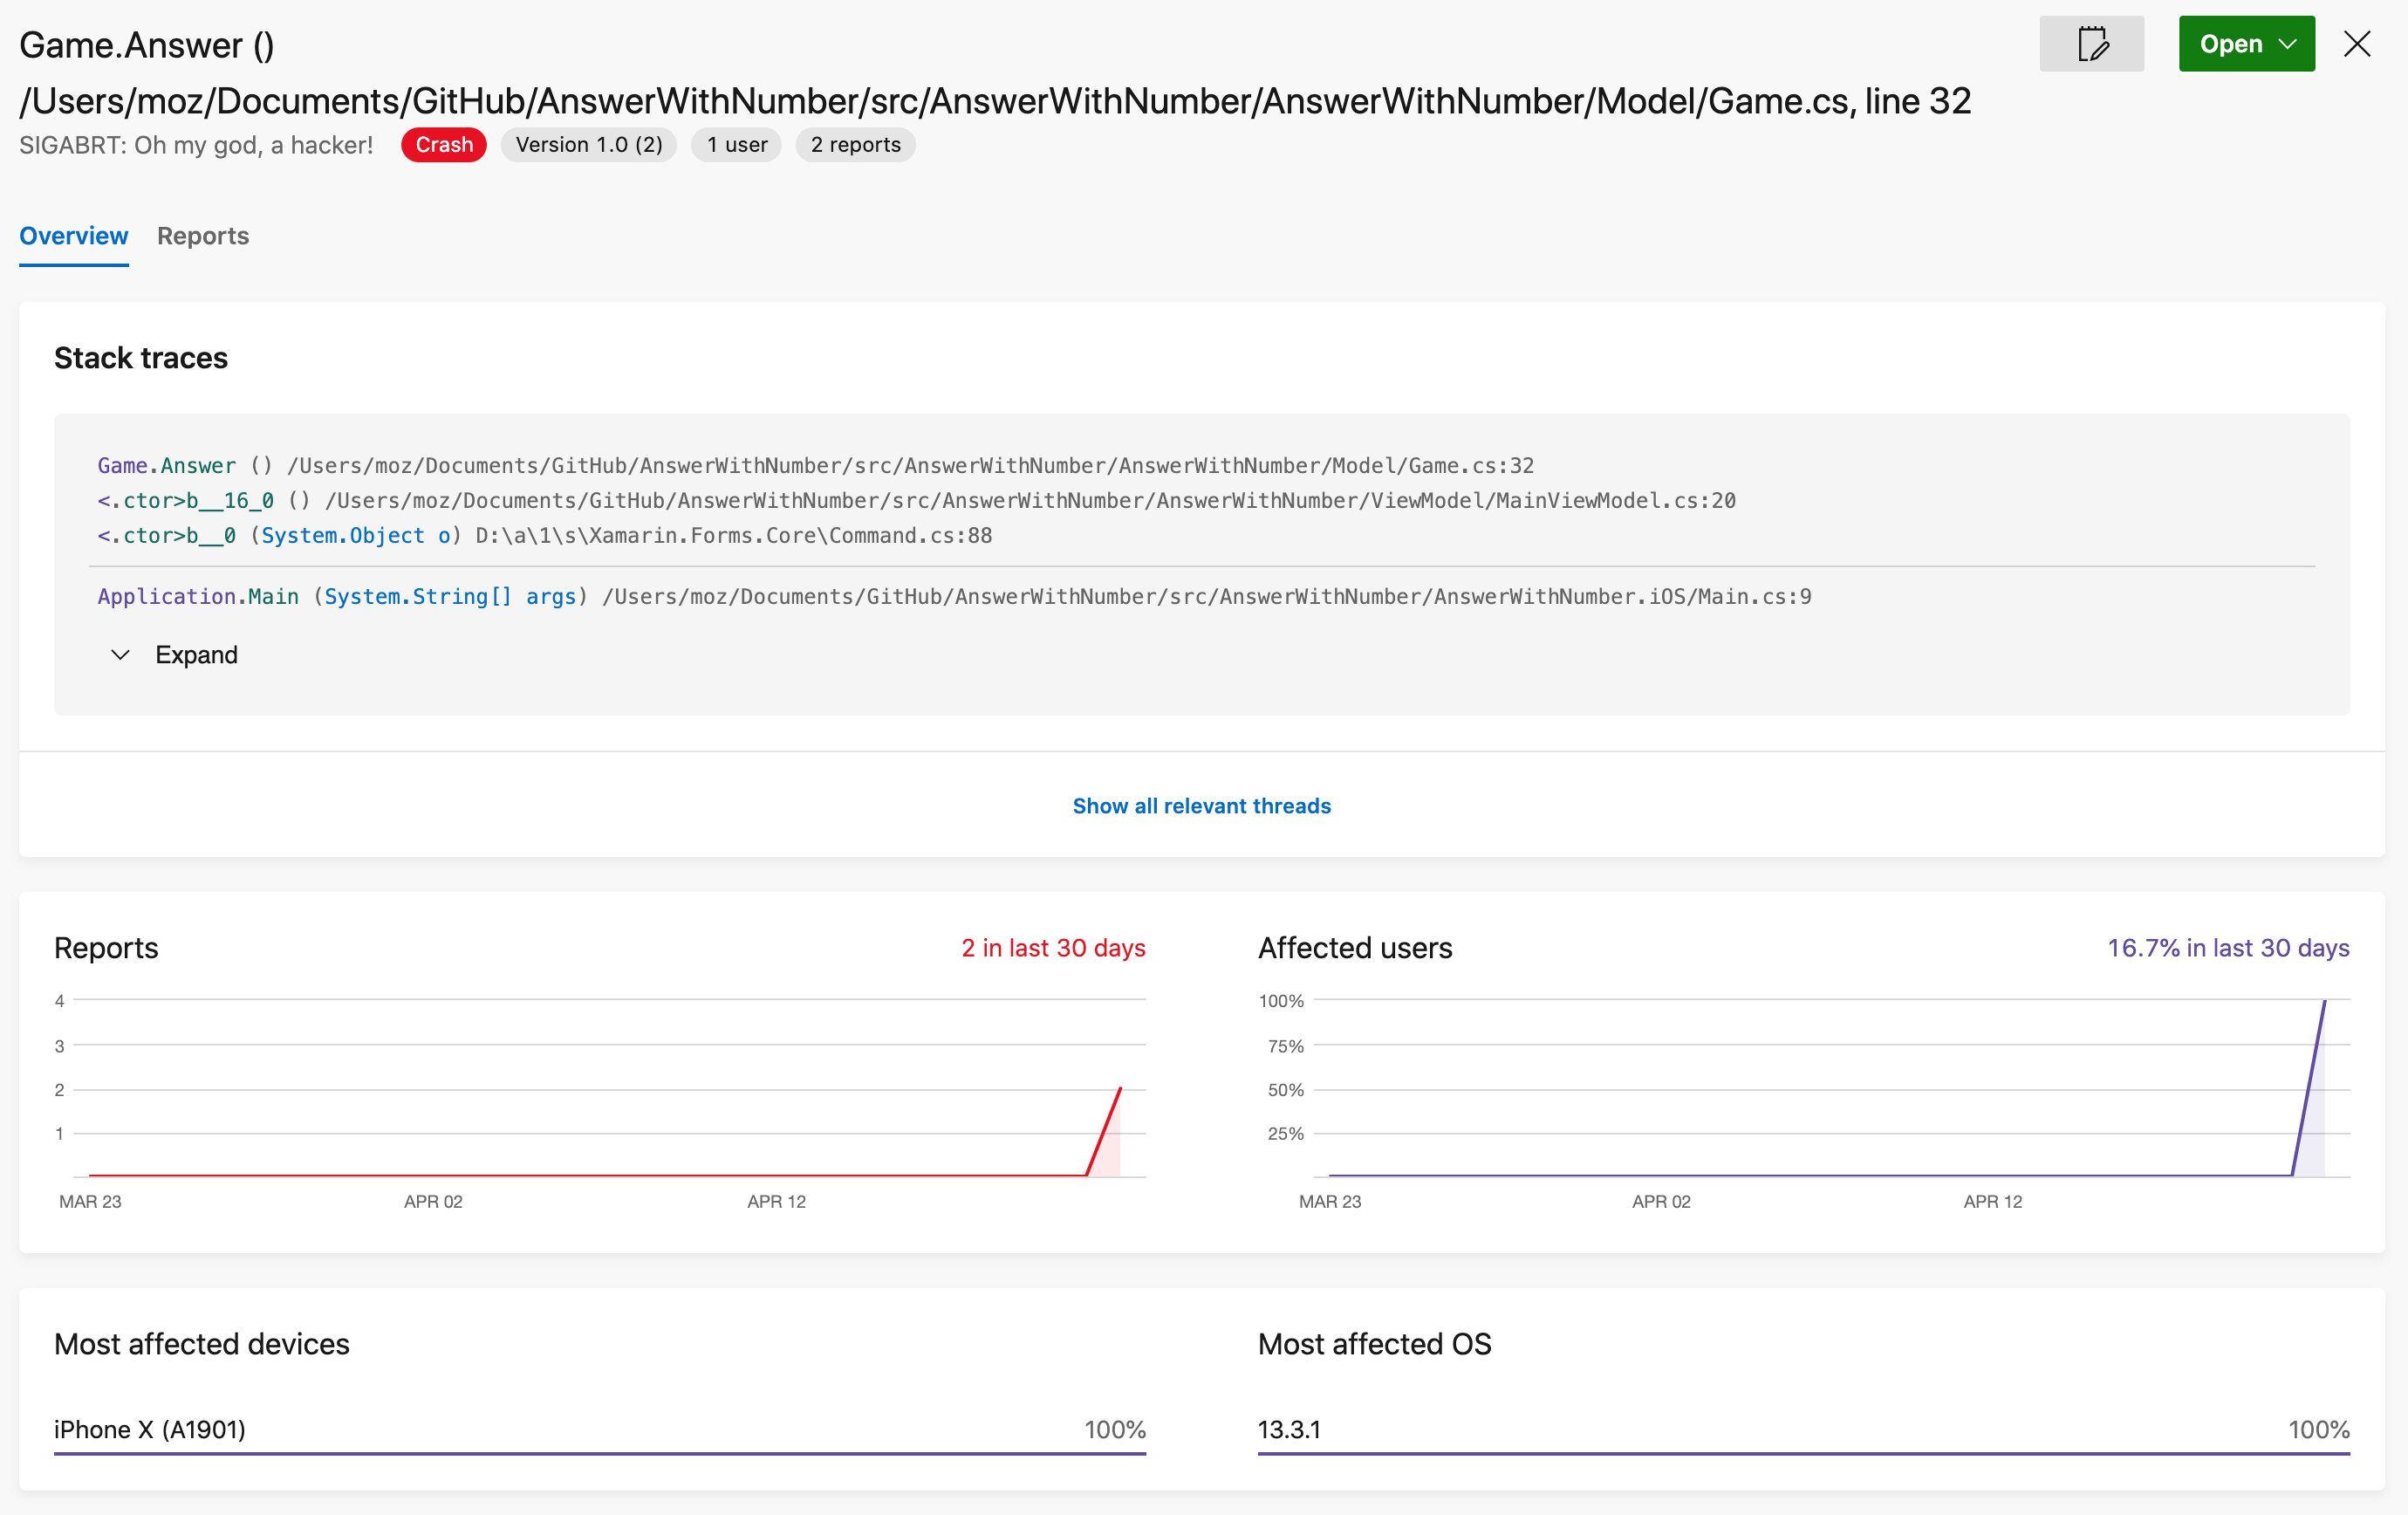 Game.Answer ()
/Users/moz/Documents/GitHub/AnswerWithNumber/src/AnswerWithNumber/AnswerWithNumber/Model/Game.cs, line 32
Open
SIGABRT: Oh my god, a hacker! Crash Version 1.0 (2) 1 user 2 reports
Overview Reports
Stack traces
Game.Answer () /Users/moz/Documents/GitHub/AnswerWithNumber/src/AnswerWithNumber/AnswerWithNumber/Model/Game.cs:32
<.ctor>b__16_0 () /Users/moz/Documents/GitHub/AnswerWithNumber/src/AnswerWithNumber/AnswerWithNumber/ViewModel/MainViewModel.cs:20
<.ctor>b__0 (System.Object o) D:\a\1\s\Xamarin.Forms.Core\Command.cs:88
Application.Main (System.String[] args) /Users/moz/Documents/GitHub/AnswerWithNumber/src/AnswerWithNumber/AnswerWithNumber.iOS/Main.cs:9
Expand
Show all relevant threads
Reports 2 in last 30 days
4
3
2
1
MAR 23 APR 02 APR 12
Affected users 16.7% in last 30 days
100%
75%
50%
25%
MAR 23 APR 02 APR 12
Most affected devices
iPhone X (A1901) 100%
Most affected OS
13.3.1 100%